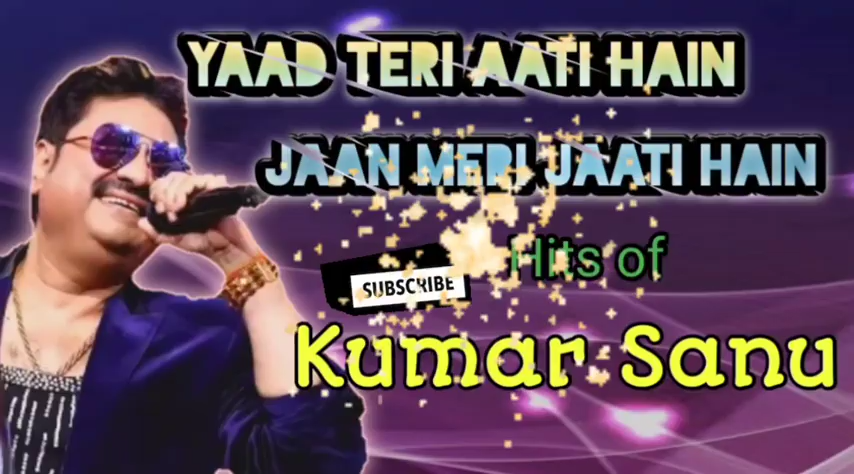 YAAD TERI AATI HAIN
JAAN MERI JAATI HAIN
Hits of
SUBSCRIBE
Kumar Sanu